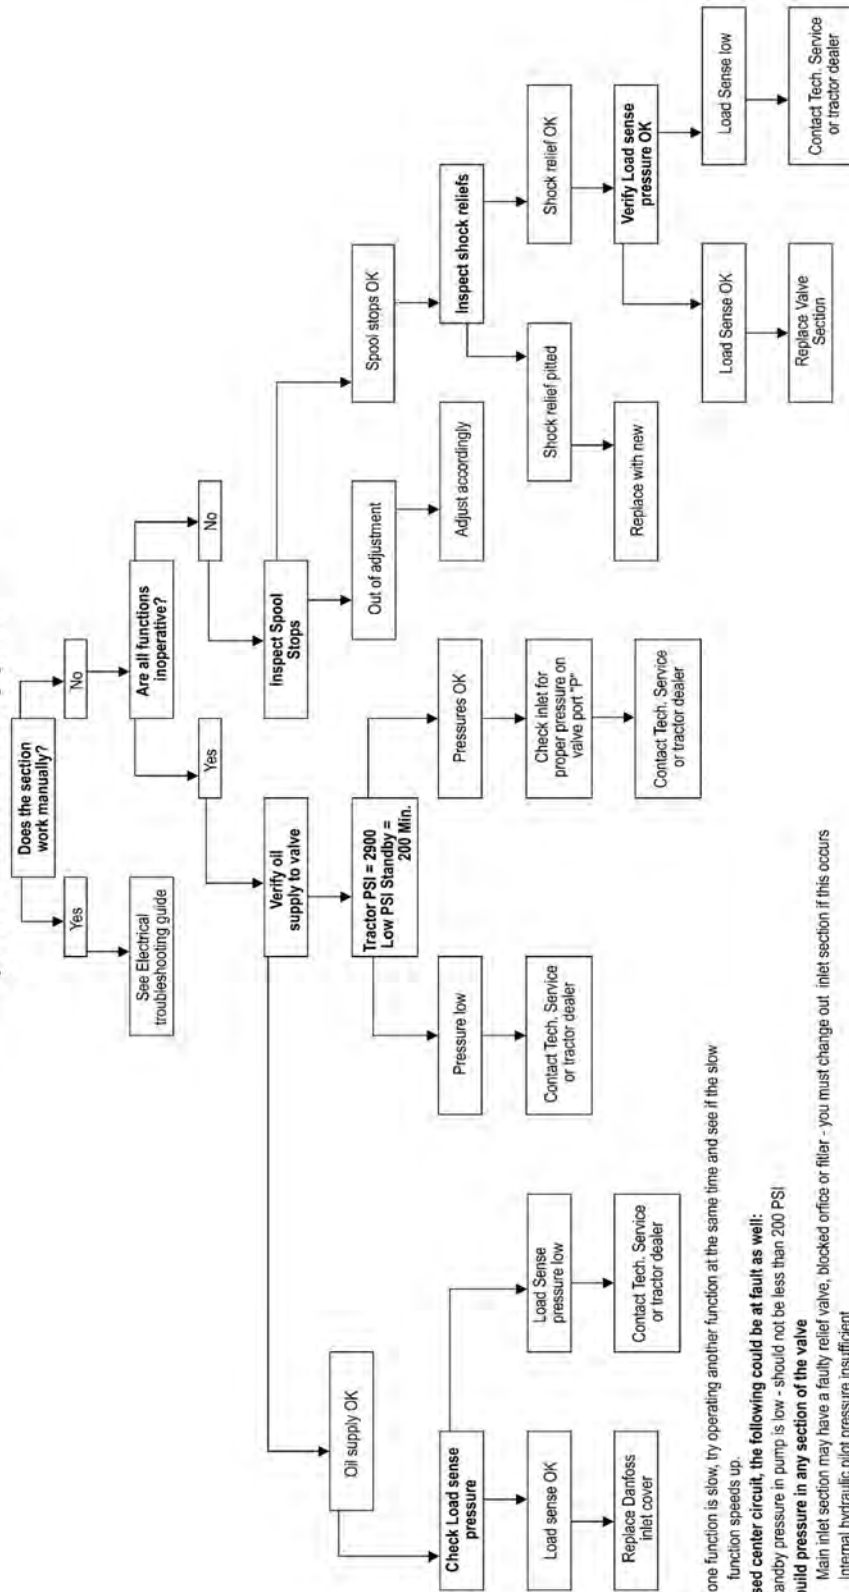 Does the section
work manually?
Yes
No
See Electrical
troubleshooting guide
Are all functions
inoperative?
Yes
No
Verify oil
supply to valve
Inspect Spool
Stops
Oil supply OK
Tractor PSI = 2900
Low PSI Standby =
200 Min.
Out of adjustment
Spool stops OK
Check Load sense
pressure
Pressure low
Pressures OK
Adjust accordingly
Inspect shock reliefs
Load sense OK
Load Sense
pressure low
Contact Tech. Service
or tractor dealer
Check inlet for
proper pressure on
valve port "P"
Shock relief pitted
Shock relief OK
Replace Danfoss
inlet cover
Contact Tech. Service
or tractor dealer
Contact Tech. Service
or tractor dealer
Replace with new
Verify Load sense
pressure OK
Load Sense OK
Load Sense low
Replace Valve
Section
Contact Tech. Service
or tractor dealer
one function is slow, try operating another function at the same time and see if the slow
function speeds up.
sed center circuit, the following could be at fault as well:
andby pressure in pump is low - should not be less than 200 PSI
build pressure in any section of the valve
Main inlet section may have a faulty relief valve, blocked orfice or fitler - you must change out inlet section if this occurs
Internal hydraulic pilot pressure insufficient